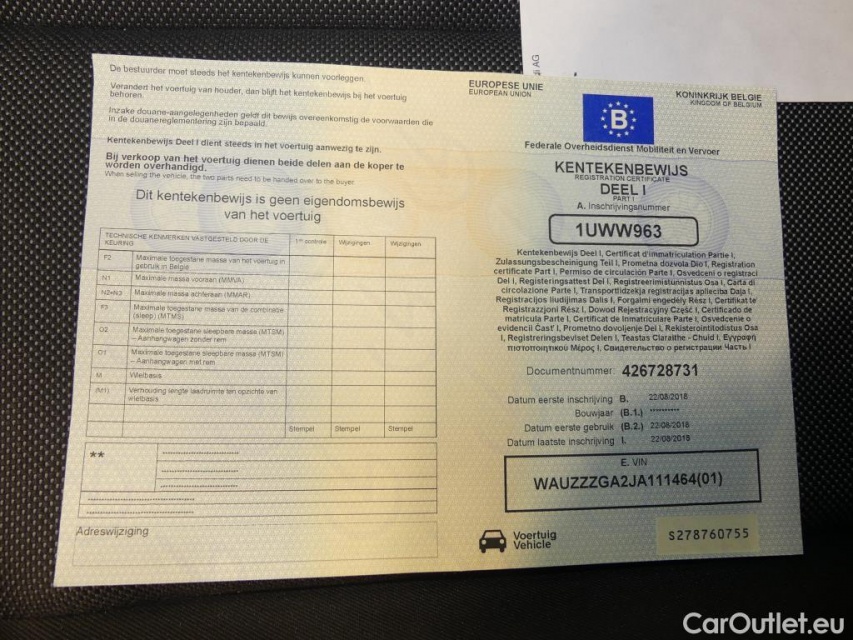 De bestuurder moet steeds het kentekenbewijs kunnen voorleggen.
Verandert het voertuig van houder, dan blijft het kentekenbewijs bij het voertuig
behoren.
Inzake douane-aangelegenheden geldt dit bewijs overeenkomstig de voorwaarden die
in de douanereglementering zijn bepaald.
Kentekenbewijs Deel I dient steeds in het voertuig aanwezig te zijn.
Bij verkoop van het voertuig dienen beide delen aan de koper te
worden overhandigd.
When selling the vehicle, the two parts need to be handed over to the buyer
Dit kentekenbewijs is geen eigendomsbewijs
van het voertuig
TECHNISCHE KENMERKEN VASTGESTELD DOOR DE
KEURING
1ste controle Wijzigingen Wijzigingen
F2 Maximale toegestane massa van het voertuig in
gebruik in België
N1 Maximale massa vooraan (MMVA)
N2+N3 Maximale massa achteraan (MMAR)
F3 Maximale toegestane massa van de combinatie
(sleep) (MTMS)
O2 Maximale toegestane sleepbare massa (MTSM)
– Aanhangwagen zonder rem
O1 Maximale toegestane sleepbare massa (MTSM)
– Aanhangwagen met rem
M Wielbasis
(M1) Verhouding lengte laadruimte ten opzichte van
wielbasis
Stempel Stempel Stempel
**
Adreswijziging
EUROPESE UNIE
EUROPEAN UNION
KONINKRIJK BELGIE
KINGDOM OF BELGIUM
B
Federale Overheidsdienst Mobiliteit en Vervoer
KENTEKENBEWIJS
REGISTRATION CERTIFICATE
DEEL I
PART I
A. Inschrijvingsnummer
1UWW963
Kentekenbewijs Deel I, Certificat d'immatriculation Partie I,
Zulassungsbescheinigung Teil I, Prometna dozvola Dio I, Registration
certificate Part I, Permiso de circulación Parte I, Osvedčení o registraci
Del I, Registeringsattest Del I, Registreerimistunnistus Osa I, Carta di
circolazione Parte I, Transportlidzekja registracijas aplieciba Daja I,
Registracijos liudijimas Dalis I, Forgalmi engedély Rész I, Certifikat te
Registrazzjoni Rész I, Dowod Rejestracyjny Część I, Certificado de
matricula Part I, Certificat de Inmatriculare Parte I, Osvedcenie o
evidencii Časť I, Prometno dovoljenje Del I, Rekisterointilodistus Osa
I, Registreringsbeviset Delen I, Teastas Claraithe - Chuid I, Εγγραφή
πιστοποιητικού Μέρος I, Свидетельство о регистрации Часть I
Documentnummer 426728731
Datum eerste inschrijving B. 22/08/2018
Bouwjaar (B.1.) *********
Datum eerste gebruik (B.2.) 22/08/2018
Datum laatste inschrijving I. 22/08/2018
E. VIN
WAUZZZGA2JA111464(01)
Voertuig
Vehicle
S278760755
AG
CarOutlet.eu